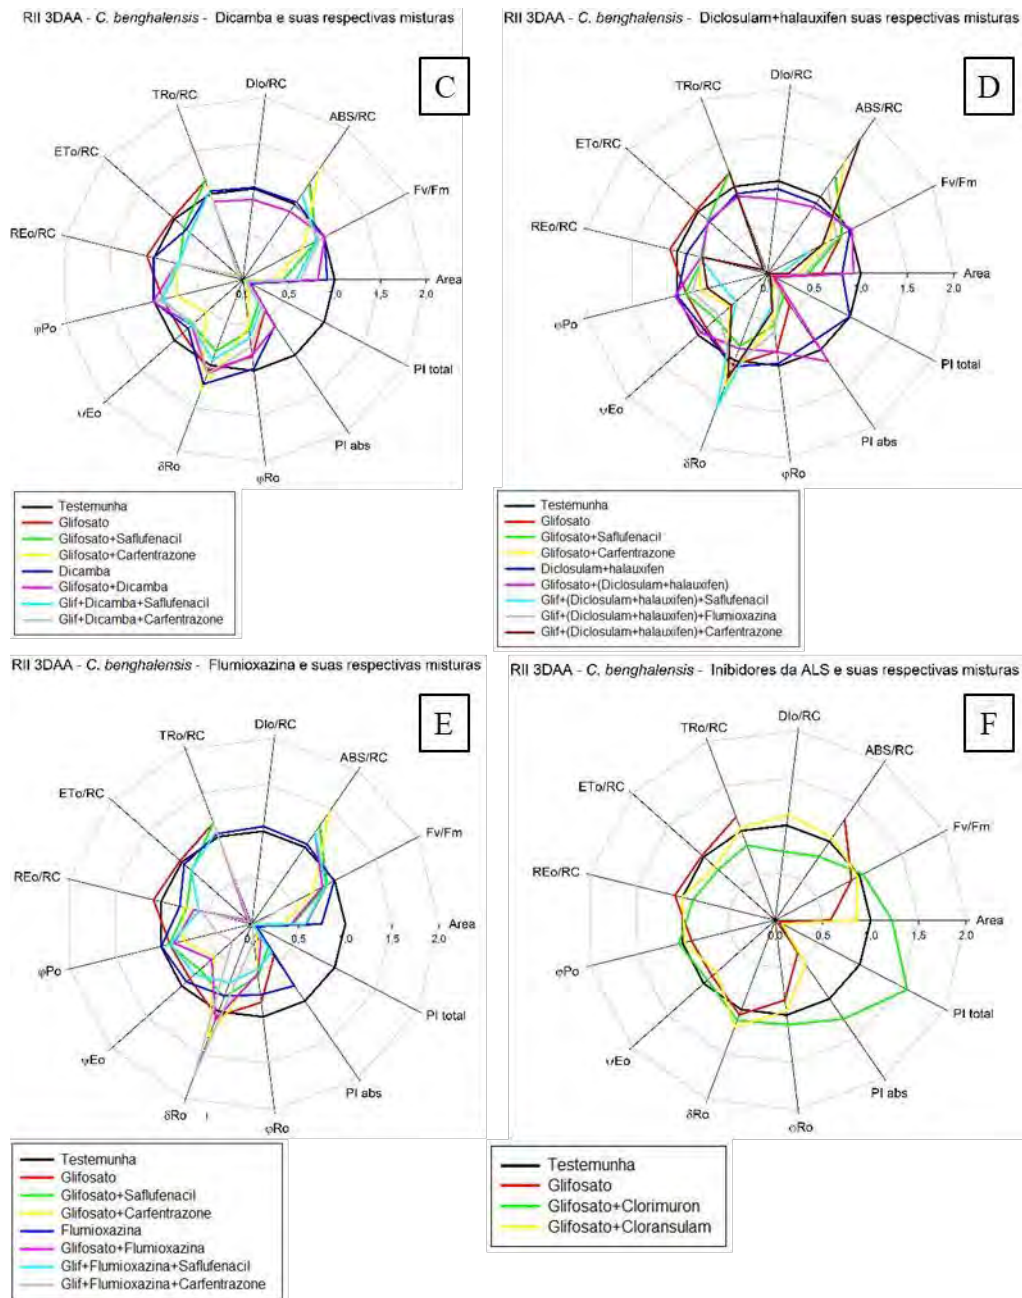 RII 3DAA - C. benghalensis - Dicamba e suas respectivas misturas
C
DIo/RC
TRo/RC
ABS/RC
ETo/RC
Fv/Fm
REo/RC
Area
0,0 0,5 1,0 1,5 2,0
φPo
PI total
ψEo
PI abs
δRo
φRo
Testemunha
Glifosato
Glifosato+Saflufenacil
Glifosato+Carfentrazone
Dicamba
Glifosato+Dicamba
Glif+Dicamba+Saflufenacil
Glif+Dicamba+Carfentrazone
RII 3DAA - C. benghalensis - Diclosulam+halauxifen suas respectivas misturas
D
DIo/RC
TRo/RC
ABS/RC
ETo/RC
Fv/Fm
REo/RC
Area
0,0 0,5 1,0 1,5 2,0
φPo
PI total
ψEo
PI abs
δRo
φRo
Testemunha
Glifosato
Glifosato+Saflufenacil
Glifosato+Carfentrazone
Diclosulam+halauxifen
Glifosato+(Diclosulam+halauxifen)
Glif+(Diclosulam+halauxifen)+Saflufenacil
Glif+(Diclosulam+halauxifen)+Flumioxazina
Glif+(Diclosulam+halauxifen)+Carfentrazone
RII 3DAA - C. benghalensis - Flumioxazina e suas respectivas misturas
E
DIo/RC
TRo/RC
ABS/RC
ETo/RC
Fv/Fm
REo/RC
Area
0,0 0,5 1,0 1,5 2,0
φPo
PI total
ψEo
PI abs
δRo
φRo
Testemunha
Glifosato
Glifosato+Saflufenacil
Glifosato+Carfentrazone
Flumioxazina
Glifosato+Flumioxazina
Glif+Flumioxazina+Saflufenacil
Glif+Flumioxazina+Carfentrazone
RII 3DAA - C. benghalensis - Inibidores da ALS e suas respectivas misturas
F
DIo/RC
TRo/RC
ABS/RC
ETo/RC
Fv/Fm
REo/RC
Area
0,0 0,5 1,0 1,5 2,0
φPo
PI total
ψEo
PI abs
δRo
φRo
Testemunha
Glifosato
Glifosato+Clorimuron
Glifosato+Cloransulam